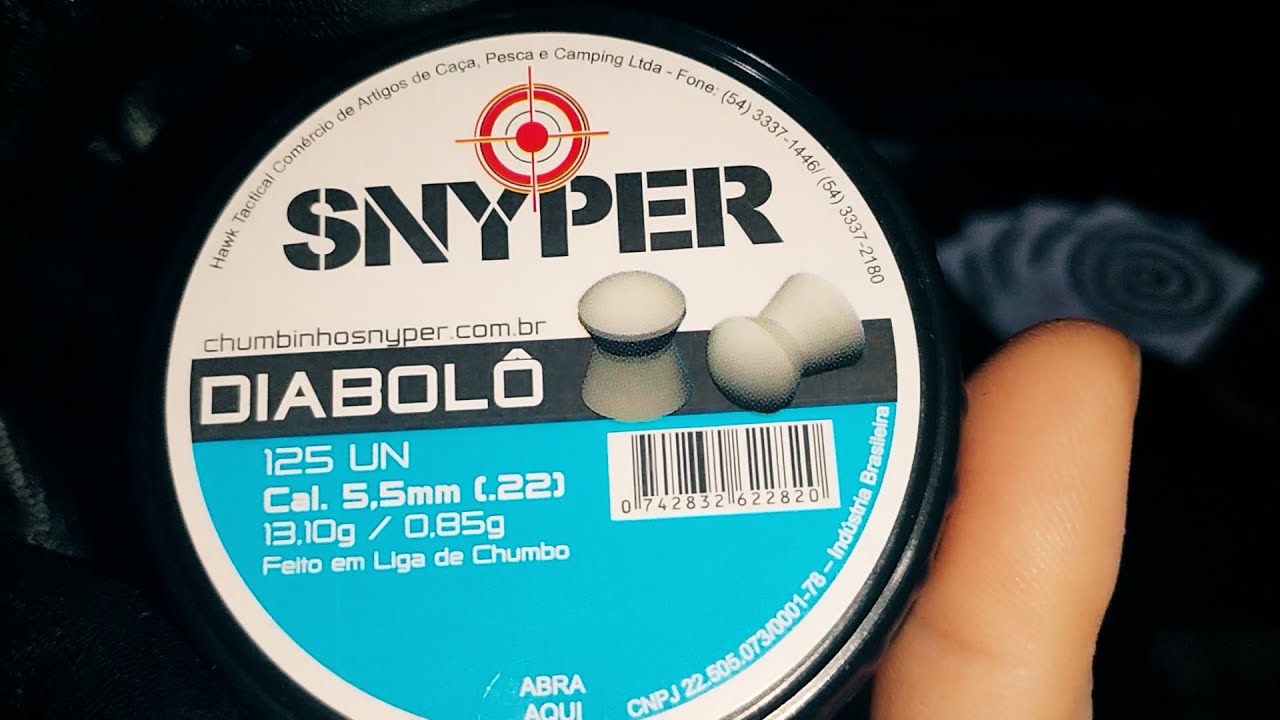 Hawk Tactical Comércio de Artigos de Caça, Pesca e Camping Ltda - Fone: (54) 3337-1446/ (54) 3337-2180
SNYPER
chumbinhosnyper.com.br
DIABOLÔ
125 UN
Cal. 5,5mm (.22)
13,10g / 0,85g
Feito em Liga de Chumbo
0 742832 622820
ABRA
AQUI
CNPJ 22.505.073/0001-78 – Indústria Brasileira